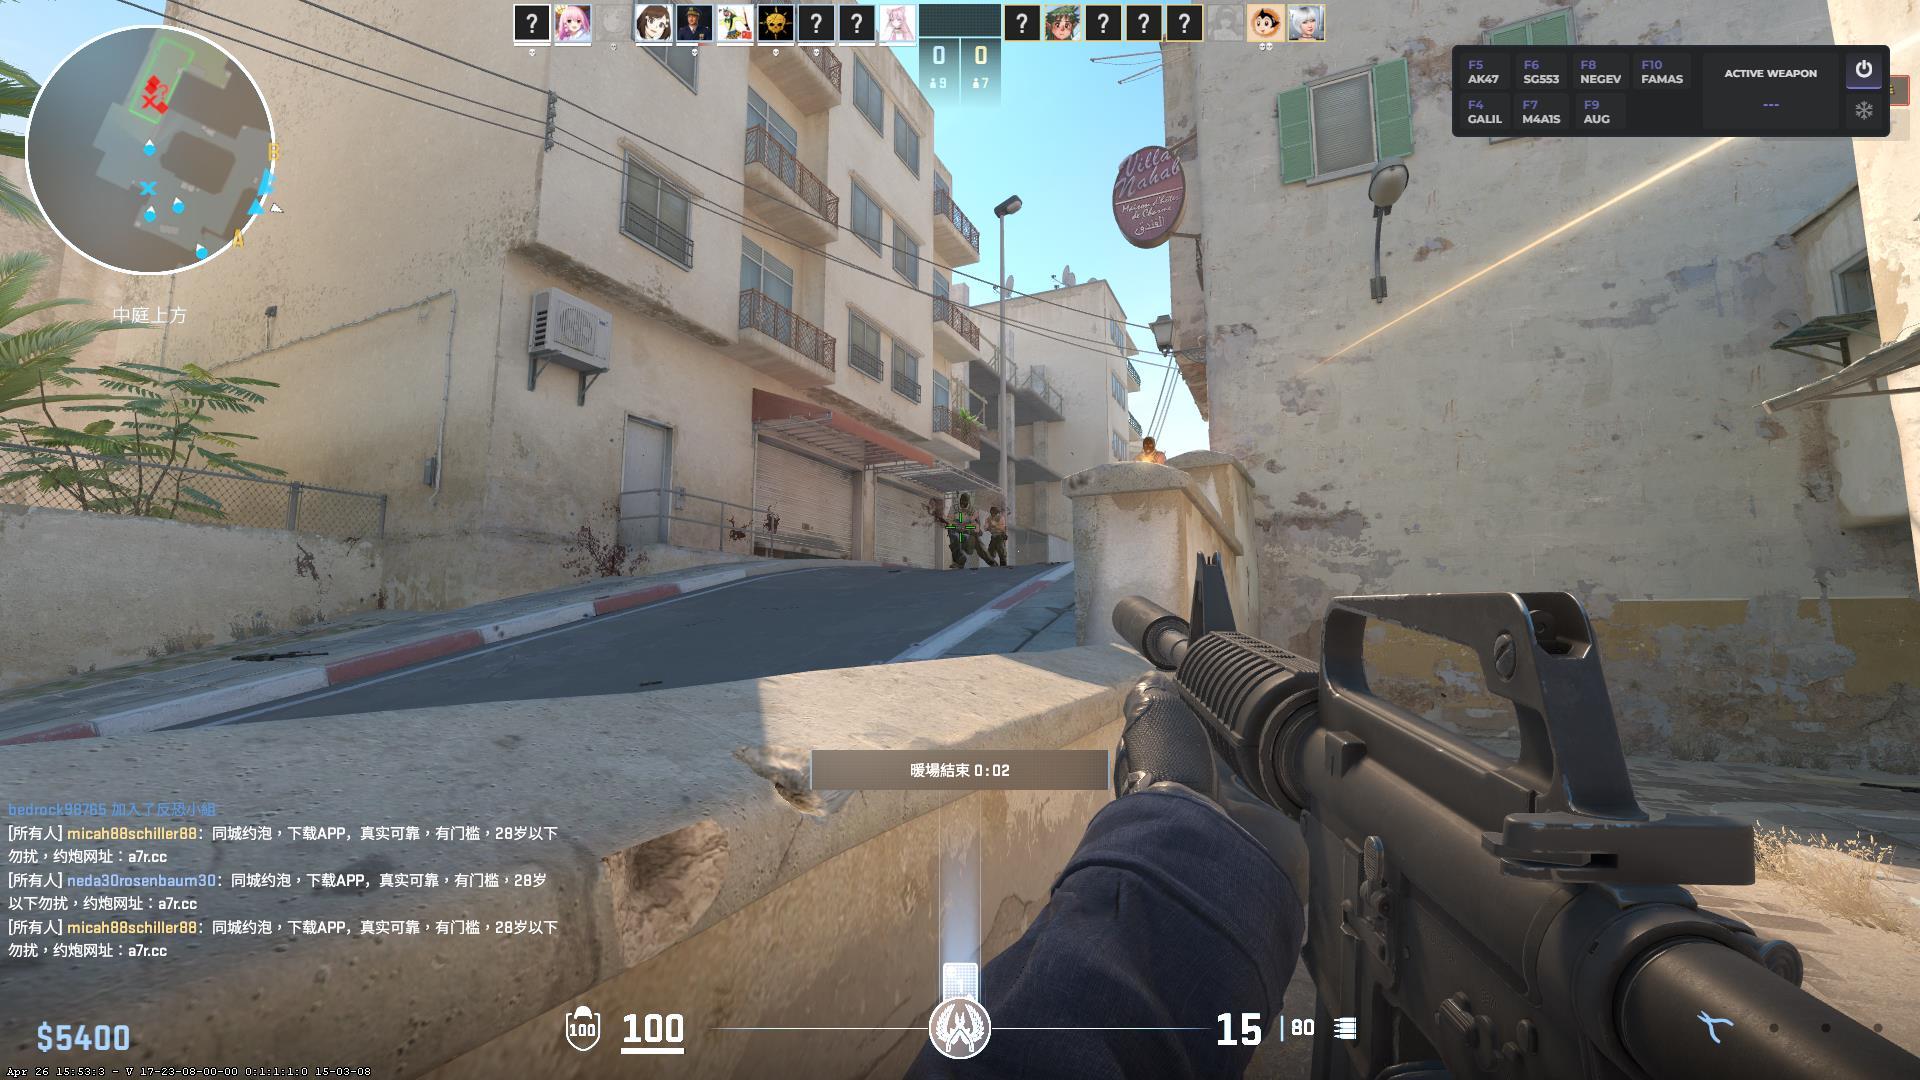 0 0
9 7
F5 F6 F8 F10
AK47 SG553 NEGEV FAMAS
F4 F7 F9
GALIL M4A1S AUG
ACTIVE WEAPON
---
B
A
中庭上方
Villa
Nahab
Maison d'hôtes
de Charme
暖場結束 0:02
bedrock98765 加入了反恐小組
[所有人] micah88schiller88：同城约泡，下载APP，真实可靠，有门槛，28岁以下
勿扰，约炮网址：a7r.cc
[所有人] neda30rosenbaum30：同城约泡，下载APP，真实可靠，有门槛，28岁
以下勿扰，约炮网址：a7r.cc
[所有人] micah88schiller88：同城约泡，下载APP，真实可靠，有门槛，28岁以下
勿扰，约炮网址：a7r.cc
$5400
100 100
15 | 80
Apr 26 15:53:3 - V 17-23-08-00-00 0:1:1:1:0 15-03-08